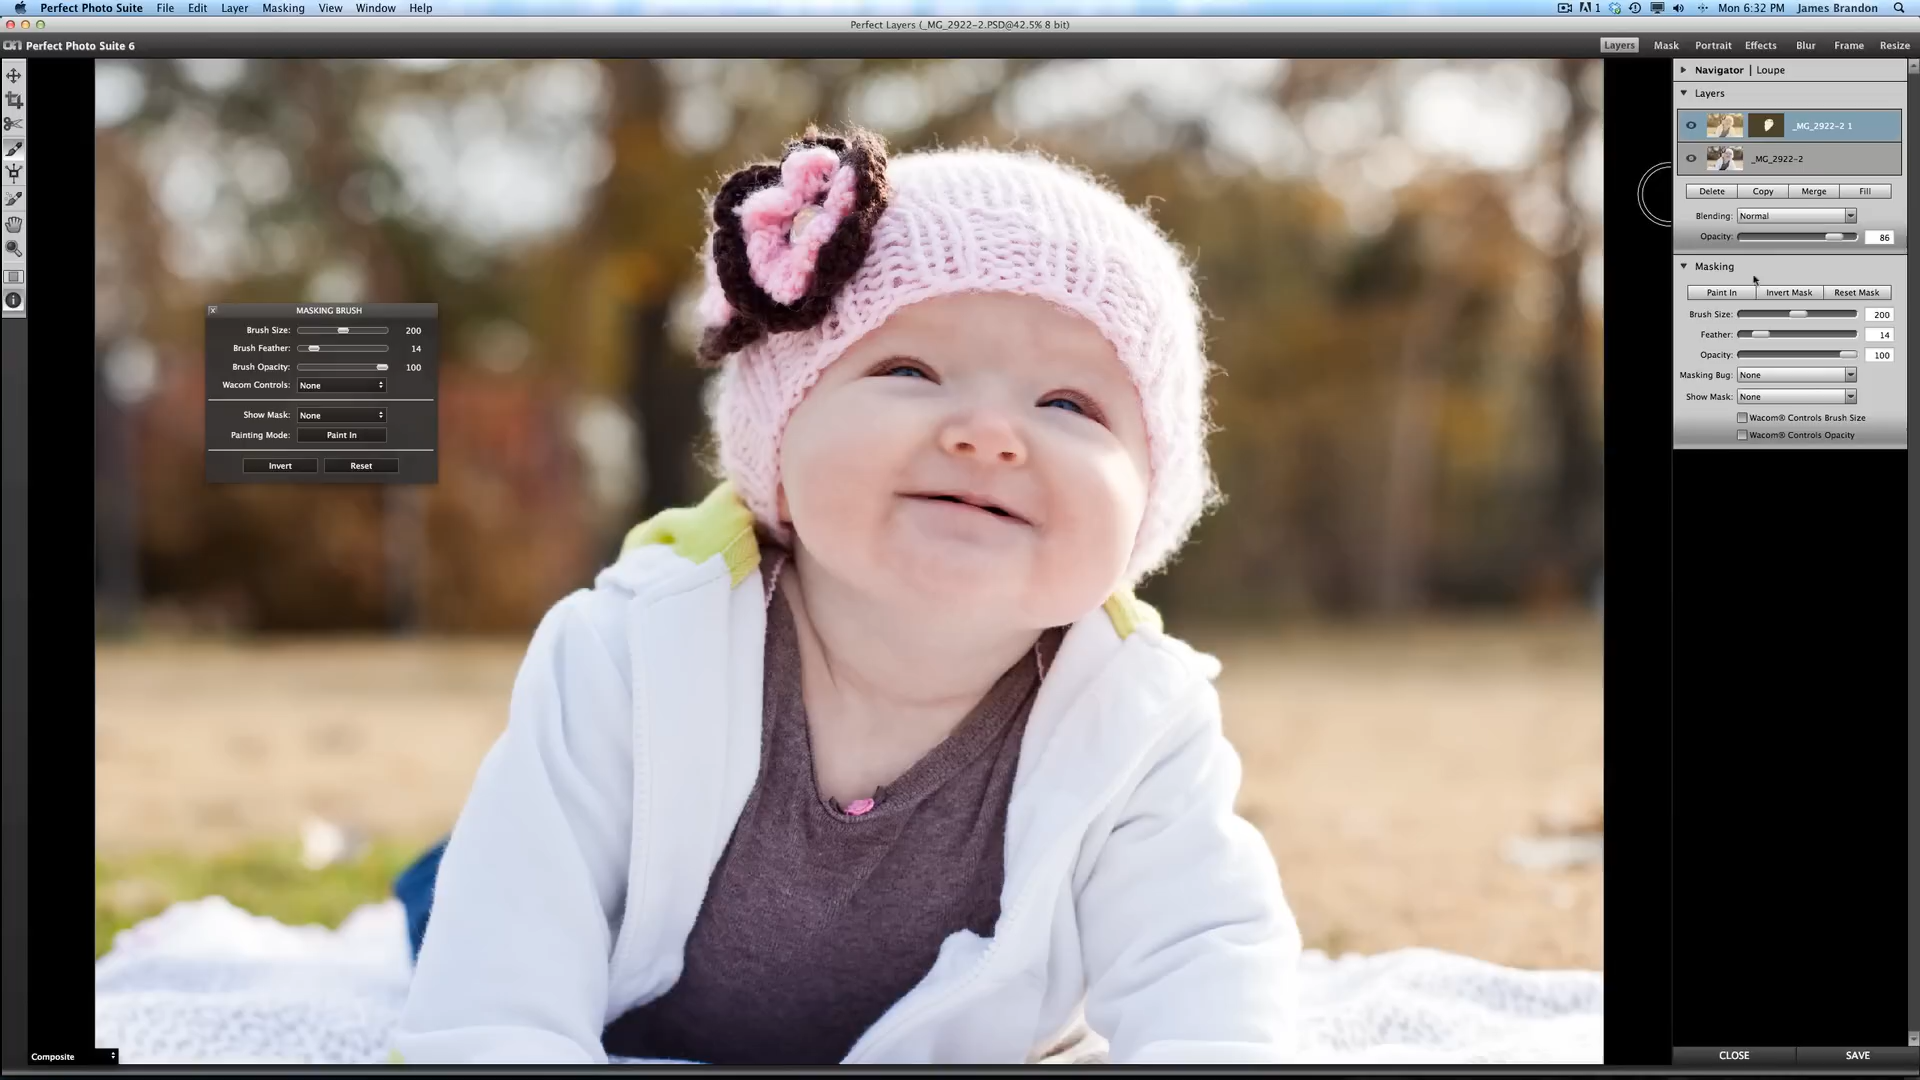 Perfect Photo Suite File Edit Layer Masking View Window Help 1 Mon 6:32 PM James Brandon
Perfect Layers (_MG_2922-2.PSD@42.5% 8 bit)
on Perfect Photo Suite 6 Layers Mask Portrait Effects Blur Frame Resize
Navigator | Loupe
Layers
_MG_2922-2 1
_MG_2922-2
Delete Copy Merge Fill
Blending: Normal
Opacity: 86
Masking
Paint In Invert Mask Reset Mask
Brush Size: 200
Feather: 14
Opacity: 100
Masking Bug: None
Show Mask: None
Wacom® Controls Brush Size
Wacom® Controls Opacity
MASKING BRUSH
Brush Size: 200
Brush Feather: 14
Brush Opacity: 100
Wacom Controls: None
Show Mask: None
Painting Mode: Paint In
Invert Reset
Composite
CLOSE SAVE